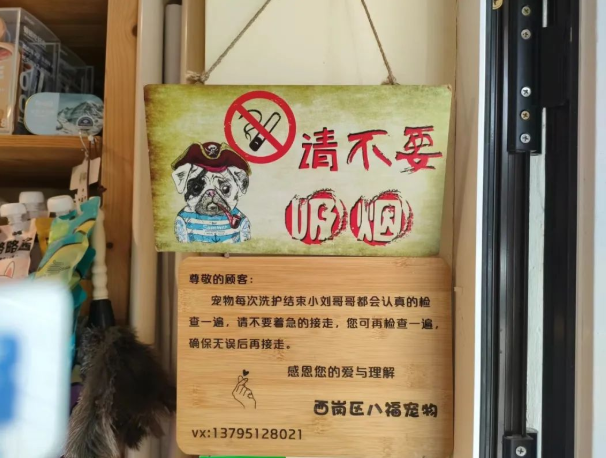 请不要
吸烟
尊敬的顾客：
宠物每次洗护结束小刘哥哥都会认真的检
查一遍，请不要着急的接走，您可再检查一遍，
确保无误后再接走。
感恩您的爱与理解
西岗区八福宠物
vx:13795128021